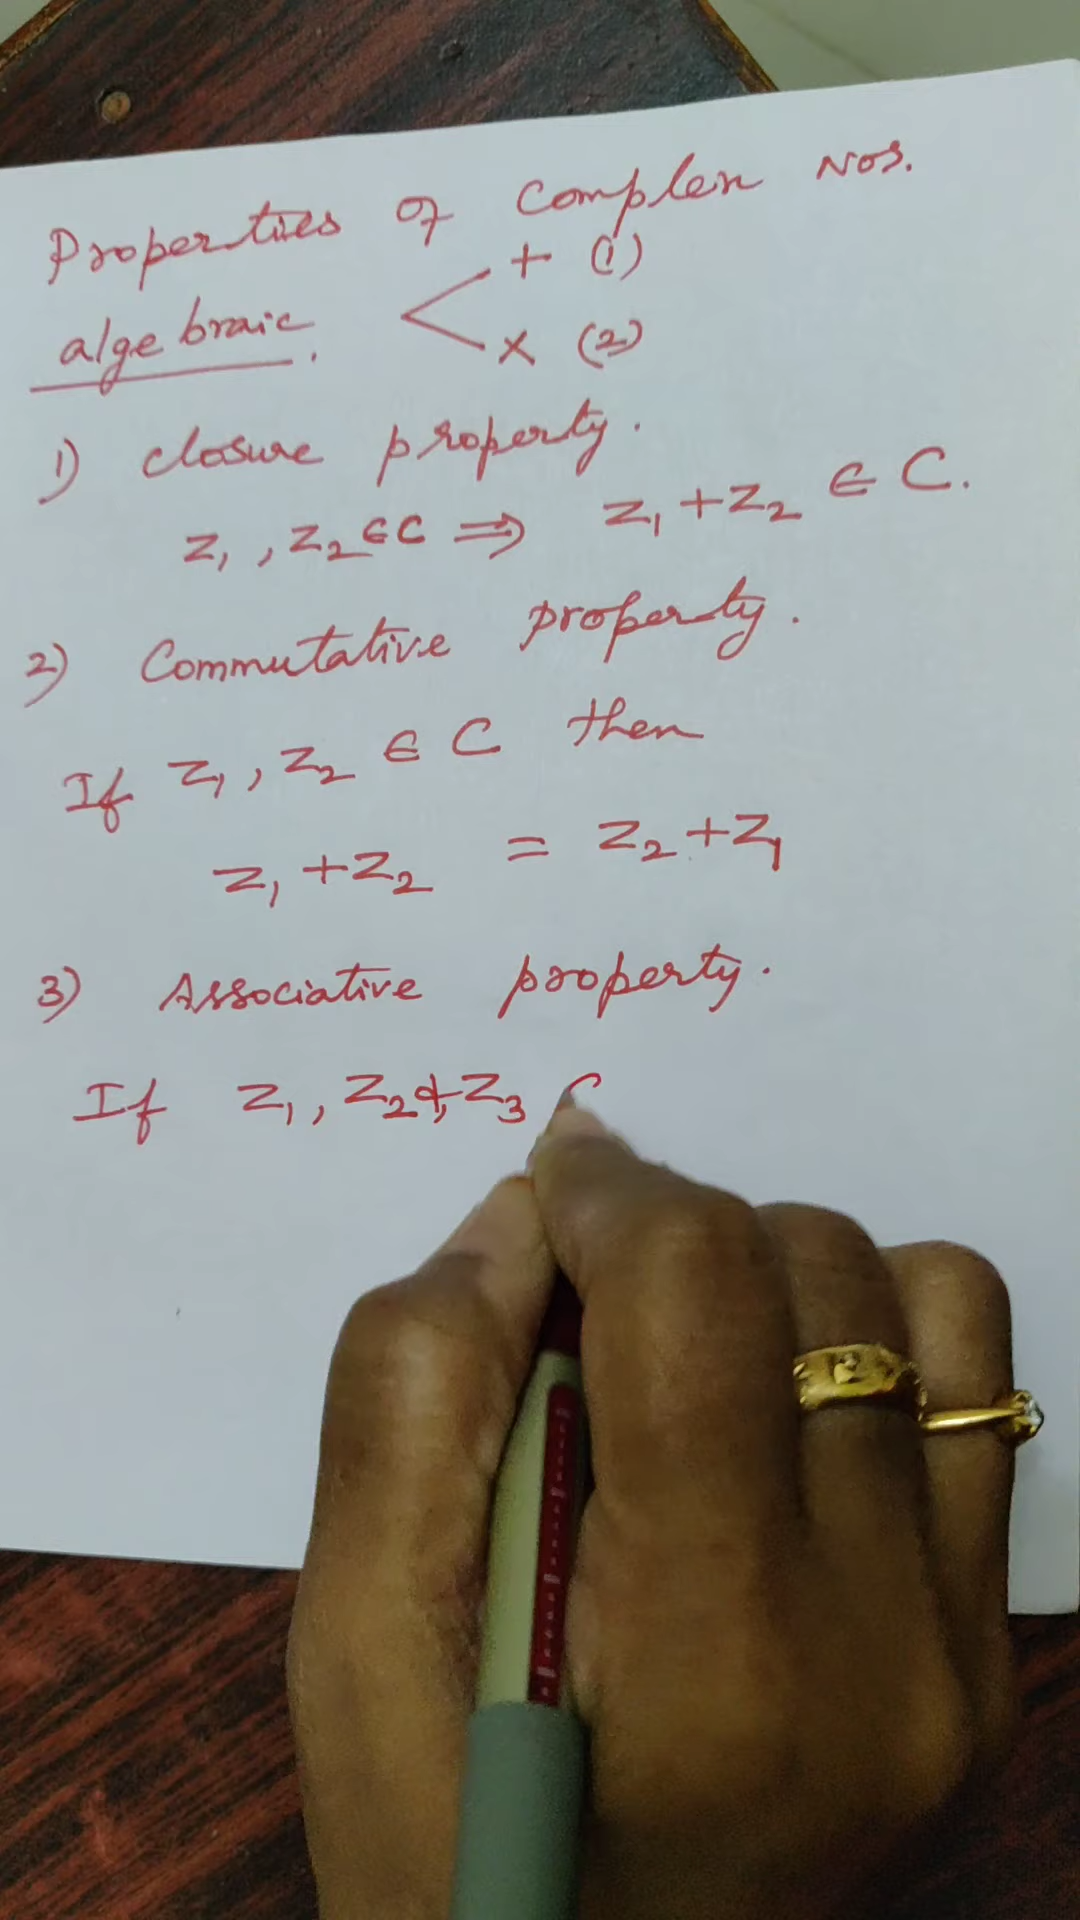 Properties of Complex Nos.
algebraic. < + (1)
× (2)
1) closure property.
z₁, z₂ ∈ C ⇒ z₁ + z₂ ∈ C.
2) Commutative property.
If z₁, z₂ ∈ C then
z₁ + z₂ = z₂ + z₁
3) Associative property.
If z₁, z₂ & z₃